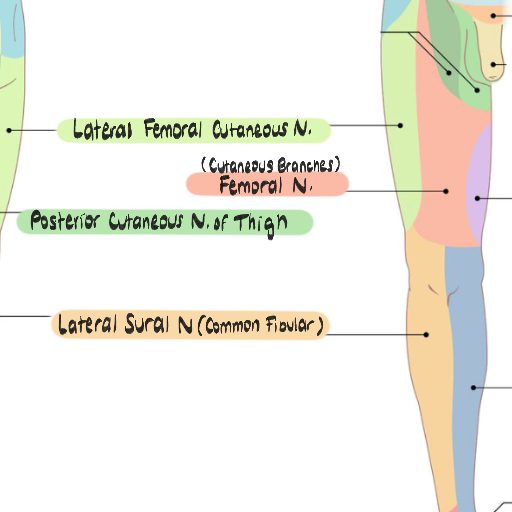 Lateral Femoral Cutaneous N.
(Cutaneous Branches)
Femoral N.
Posterior Cutaneous N. of Thigh
Lateral Sural N (Common Fibular)